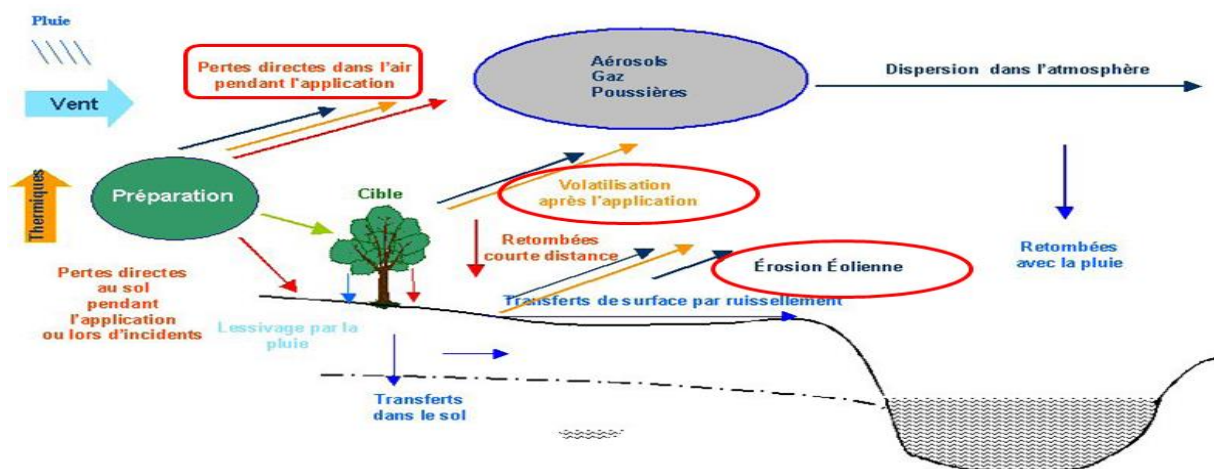 Pluie
Vent
Thermiques
Préparation
Pertes directes dans l'air
pendant l'application
Aérosols
Gaz
Poussières
Dispersion dans l'atmosphère
Cible
Volatilisation
après l'application
Retombées
courte distance
Érosion Éolienne
Retombées
avec la pluie
Pertes directes
au sol
pendant
l'application
ou lors d'incidents
Transferts de surface par ruissellement
Lessivage par la
pluie
Transferts
dans le sol